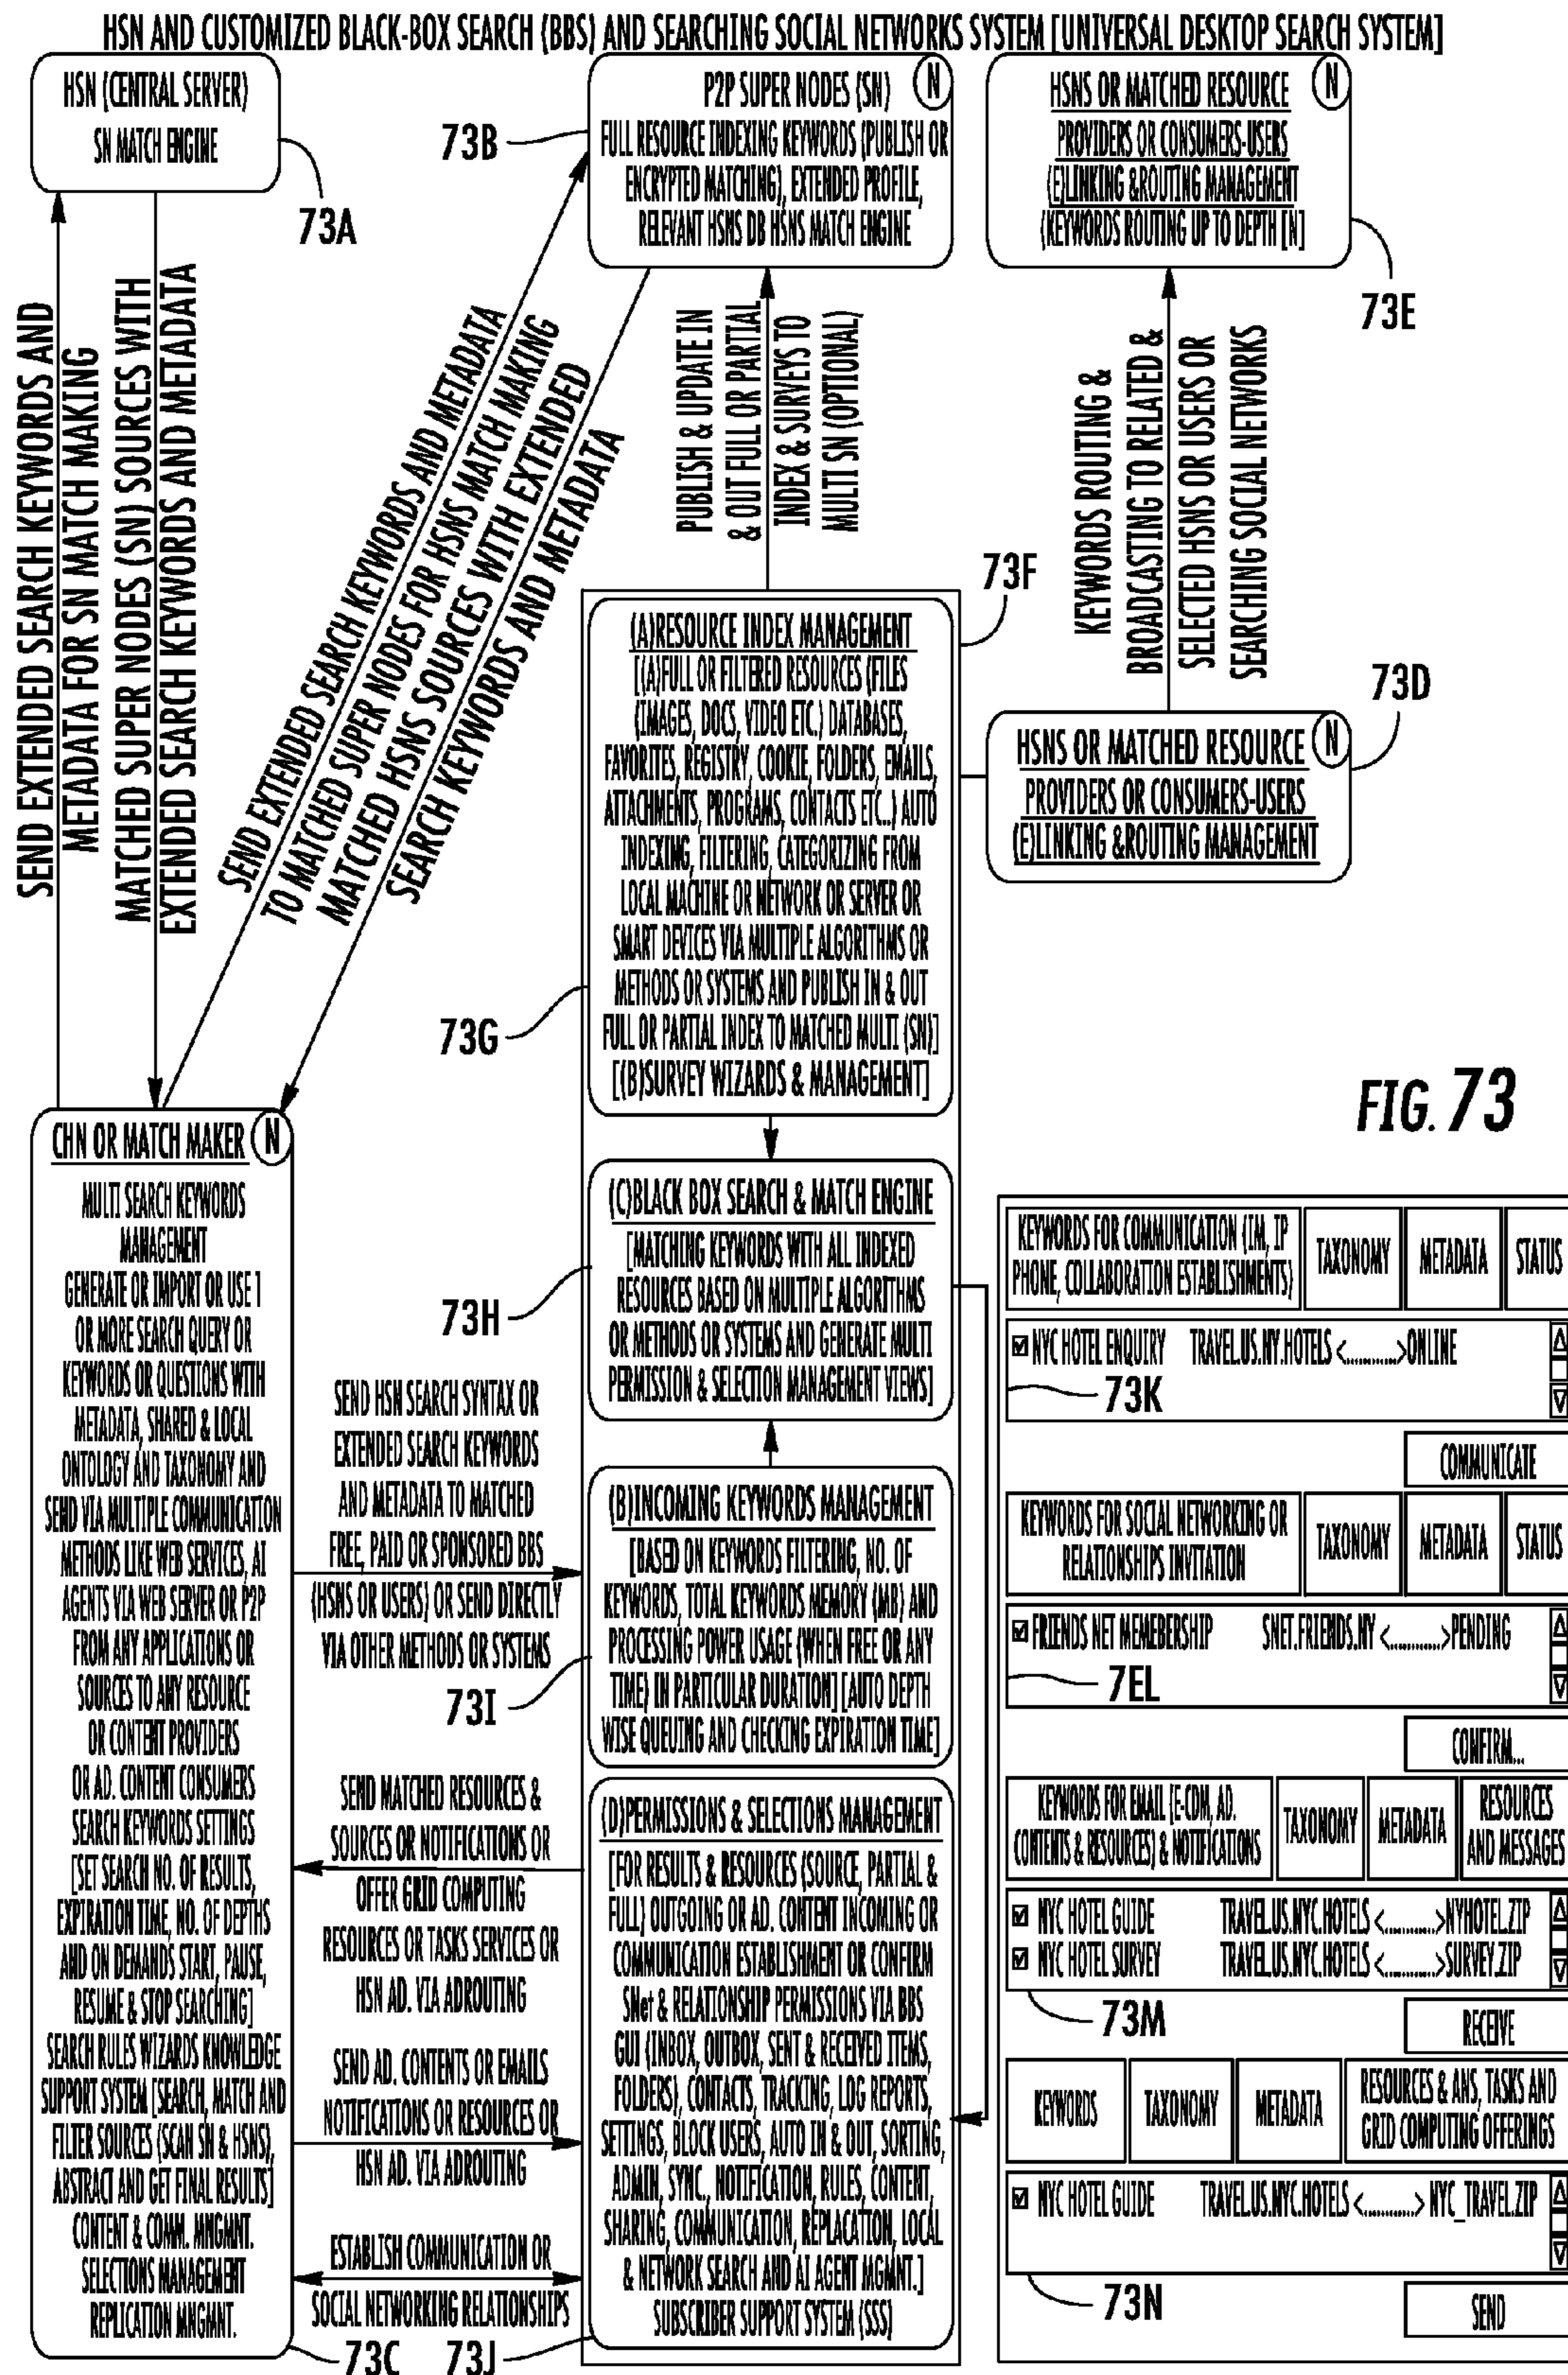 HSN AND CUSTOMIZED BLACK-BOX SEARCH (BBS) AND SEARCHING SOCIAL NETWORKS SYSTEM [UNIVERSAL DESKTOP SEARCH SYSTEM]
HSN (CENTRAL SERVER)
SN MATCH ENGINE
73A
73B
P2P SUPER NODES (SN)
N
FULL RESOURCE INDEXING KEYWORDS (PUBLISH OR
ENCRYPTED MATCHING), EXTENDED PROFILE,
RELEVANT HSNS DB HSNS MATCH ENGINE
HSNS OR MATCHED RESOURCE
N
PROVIDERS OR CONSUMERS-USERS
(E)LINKING &ROUTING MANAGEMENT
(KEYWORDS ROUTING UP TO DEPTH [N]
73E
SEND EXTENDED SEARCH KEYWORDS AND
METADATA FOR SN MATCH MAKING
MATCHED SUPER NODES (SN) SOURCES WITH
EXTENDED SEARCH KEYWORDS AND METADATA
SEND EXTENDED SEARCH KEYWORDS AND METADATA
TO MATCHED SUPER NODES FOR HSNS MATCH MAKING
MATCHED HSNS SOURCES WITH EXTENDED
SEARCH KEYWORDS AND METADATA
PUBLISH & UPDATE IN
& OUT FULL OR PARTIAL
INDEX & SURVEYS TO
MULTI SN (OPTIONAL)
KEYWORDS ROUTING &
BROADCASTING TO RELATED &
SELECTED HSNS OR USERS OR
SEARCHING SOCIAL NETWORKS
73F
(A)RESOURCE INDEX MANAGEMENT
[(A)FULL OR FILTERED RESOURCES (FILES
(IMAGES, DOCS, VIDEO ETC.) DATABASES,
FAVORITES, REGISTRY, COOKIE, FOLDERS, EMAILS,
ATTACHMENTS, PROGRAMS, CONTACTS ETC..) AUTO
INDEXING, FILTERING, CATEGORIZING FROM
LOCAL MACHINE OR NETWORK OR SERVER OR
SMART DEVICES VIA MULTIPLE ALGORITHMS OR
METHODS OR SYSTEMS AND PUBLISH IN & OUT
FULL OR PARTIAL INDEX TO MATCHED MULTI (SN)]
[(B)SURVEY WIZARDS & MANAGEMENT]
73G
73D
HSNS OR MATCHED RESOURCE
N
PROVIDERS OR CONSUMERS-USERS
(E)LINKING &ROUTING MANAGEMENT
FIG. 73
CHN OR MATCH MAKER
N
MULTI SEARCH KEYWORDS
MANAGEMENT
GENERATE OR IMPORT OR USE 1
OR MORE SEARCH QUERY OR
KEYWORDS OR QUESTIONS WITH
METADATA, SHARED & LOCAL
ONTOLOGY AND TAXONOMY AND
SEND VIA MULTIPLE COMMUNICATION
METHODS LIKE WEB SERVICES, AI
AGENTS VIA WEB SERVER OR P2P
FROM ANY APPLICATIONS OR
SOURCES TO ANY RESOURCE
OR CONTENT PROVIDERS
OR AD. CONTENT CONSUMERS
SEARCH KEYWORDS SETTINGS
[SET SEARCH NO. OF RESULTS,
EXPIRATION TIME, NO. OF DEPTHS
AND ON DEMANDS START, PAUSE,
RESUME & STOP SEARCHING]
SEARCH RULES WIZARDS KNOWLEDGE
SUPPORT SYSTEM [SEARCH, MATCH AND
FILTER SOURCES (SCAN SN & HSNS),
ABSTRACT AND GET FINAL RESULTS]
CONTENT & COMM. MNGMNT.
SELECTIONS MANAGEMENT
REPLICATION MNGMNT.
73C
(C)BLACK BOX SEARCH & MATCH ENGINE
[MATCHING KEYWORDS WITH ALL INDEXED
RESOURCES BASED ON MULTIPLE ALGORITHMS
OR METHODS OR SYSTEMS AND GENERATE MULTI
PERMISSION & SELECTION MANAGEMENT VIEWS]
73H
SEND HSN SEARCH SYNTAX OR
EXTENDED SEARCH KEYWORDS
AND METADATA TO MATCHED
FREE, PAID OR SPONSORED BBS
(HSNS OR USERS) OR SEND DIRECTLY
VIA OTHER METHODS OR SYSTEMS
(B)INCOMING KEYWORDS MANAGEMENT
[BASED ON KEYWORDS FILTERING, NO. OF
KEYWORDS, TOTAL KEYWORDS MEMORY (MB) AND
PROCESSING POWER USAGE (WHEN FREE OR ANY
TIME) IN PARTICULAR DURATION] [AUTO DEPTH
WISE QUEUING AND CHECKING EXPIRATION TIME]
73I
SEND MATCHED RESOURCES &
SOURCES OR NOTIFICATIONS OR
OFFER GRID COMPUTING
RESOURCES OR TASKS SERVICES OR
HSN AD. VIA ADROUTING
SEND AD. CONTENTS OR EMAILS
NOTIFICATIONS OR RESOURCES OR
HSN AD. VIA ADROUTING
ESTABLISH COMMUNICATION OR
SOCIAL NETWORKING RELATIONSHIPS
(D)PERMISSIONS & SELECTIONS MANAGEMENT
[FOR RESULTS & RESOURCES (SOURCE, PARTIAL &
FULL) OUTGOING OR AD. CONTENT INCOMING OR
COMMUNICATION ESTABLISHMENT OR CONFIRM
SNet & RELATIONSHIP PERMISSIONS VIA BBS
GUI (INBOX, OUTBOX, SENT & RECEIVED ITEMS,
FOLDERS), CONTACTS, TRACKING, LOG REPORTS,
SETTINGS, BLOCK USERS, AUTO IN & OUT, SORTING,
ADMIN, SYNC., NOTIFICATION, RULES, CONTENT,
SHARING, COMMUNICATION, REPLACATION, LOCAL
& NETWORK SEARCH AND AI AGENT MGMNT.]
SUBSCRIBER SUPPORT SYSTEM (SSS)
73J
KEYWORDS FOR COMMUNICATION (IM, IP
PHONE, COLLABORATION ESTABLISHMENTS)
TAXONOMY
METADATA
STATUS
NYC HOTEL ENQUIRY TRAVEL.US.NY.HOTELS <...........>ONLINE
73K
COMMUNICATE
KEYWORDS FOR SOCIAL NETWORKING OR
RELATIONSHIPS INVITATION
TAXONOMY
METADATA
STATUS
FRIENDS NET MEMEBERSHIP SNET.FRIENDS.NY <...........>PENDING
7EL
CONFIRM...
KEYWORDS FOR EMAIL (E-CDM, AD.
CONTENTS & RESOURCES) & NOTIFICATIONS
TAXONOMY
METADATA
RESOURCES
AND MESSAGES
NYC HOTEL GUIDE TRAVEL.US.NYC.HOTELS <...........>NYHOTEL.ZIP
NYC HOTEL SURVEY TRAVEL.US.NYC.HOTELS <...........>SURVEY.ZIP
73M
RECEIVE
KEYWORDS
TAXONOMY
METADATA
RESOURCES & ANS, TASKS AND
GRID COMPUTING OFFERINGS
NYC HOTEL GUIDE TRAVEL.US.NYC.HOTELS <...........> NYC_TRAVEL.ZIP
73N
SEND